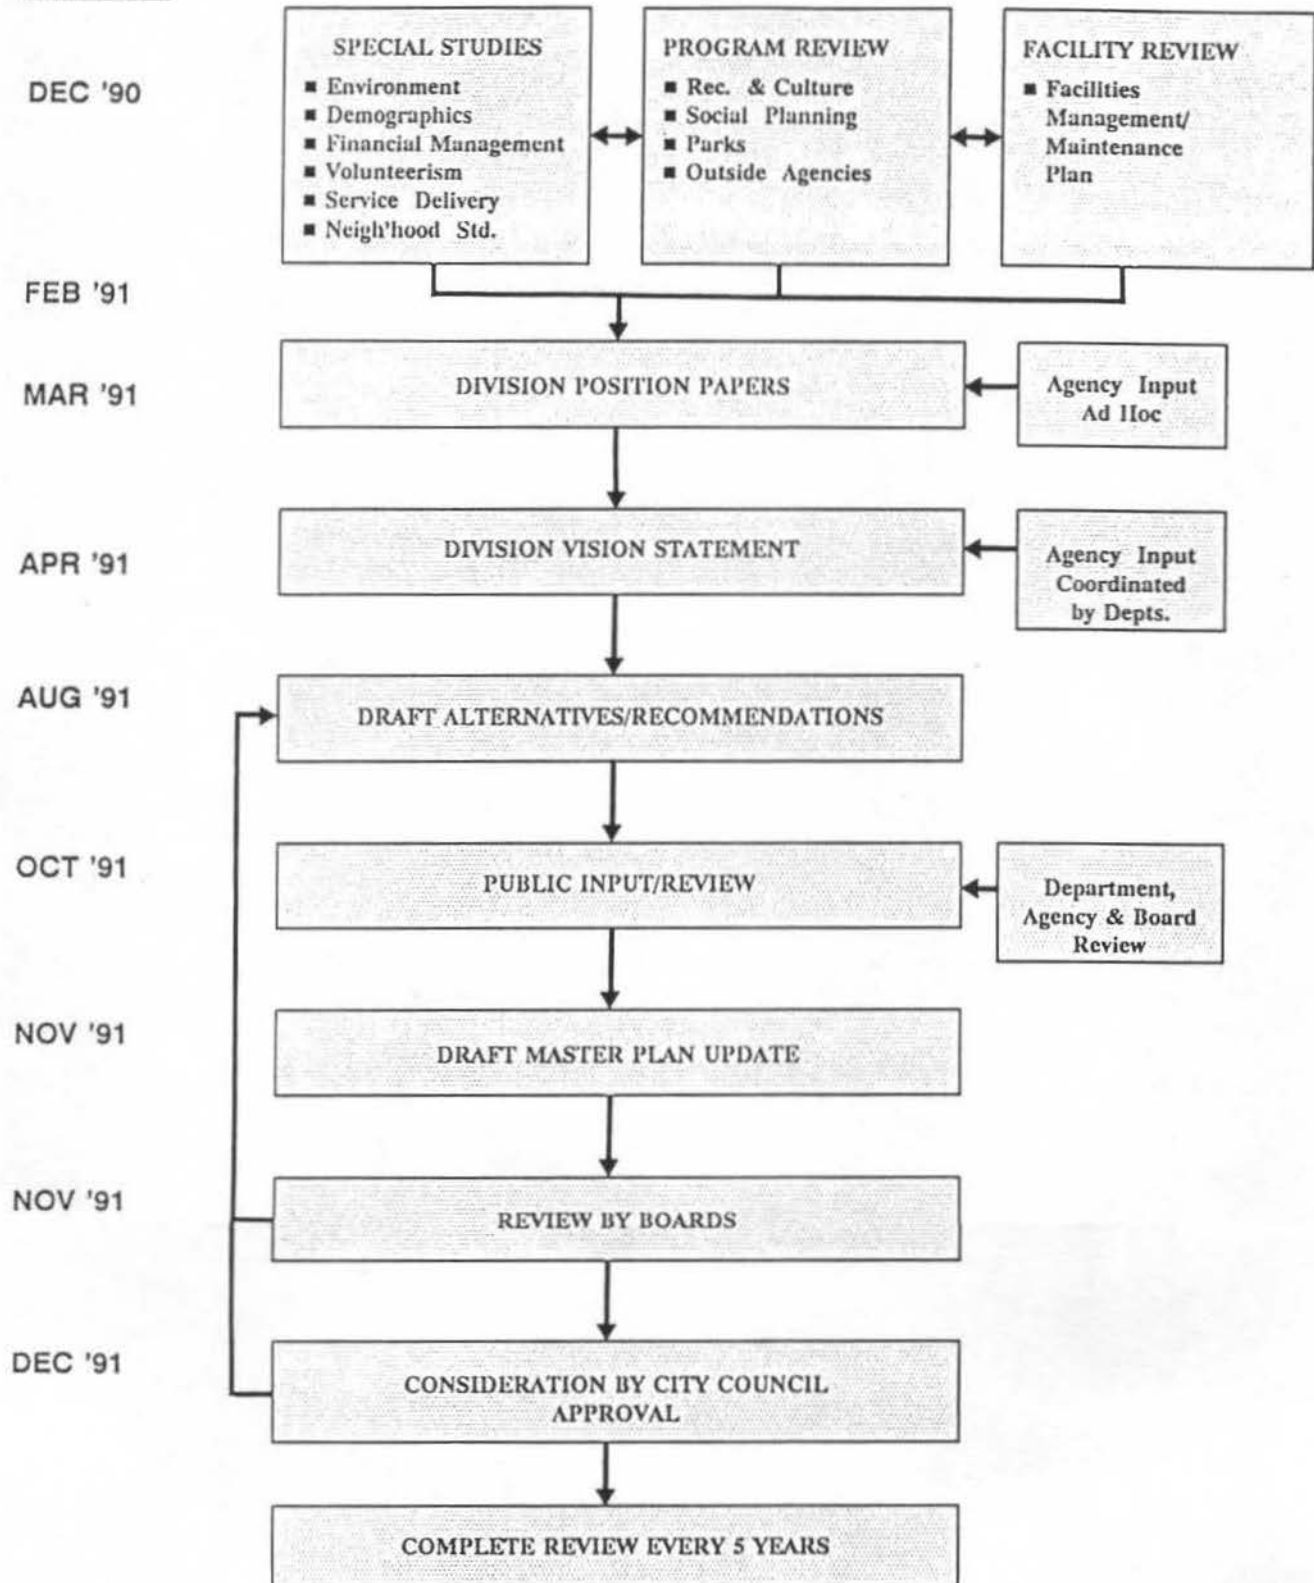 DEC '90
SPECIAL STUDIES
■ Environment
■ Demographics
■ Financial Management
■ Volunteerism
■ Service Delivery
■ Neigh'hood Std.
PROGRAM REVIEW
■ Rec. & Culture
■ Social Planning
■ Parks
■ Outside Agencies
FACILITY REVIEW
■ Facilities
Management/
Maintenance
Plan
FEB '91
MAR '91
DIVISION POSITION PAPERS
Agency Input
Ad Hoc
APR '91
DIVISION VISION STATEMENT
Agency Input
Coordinated
by Depts.
AUG '91
DRAFT ALTERNATIVES/RECOMMENDATIONS
OCT '91
PUBLIC INPUT/REVIEW
Department,
Agency & Board
Review
NOV '91
DRAFT MASTER PLAN UPDATE
NOV '91
REVIEW BY BOARDS
DEC '91
CONSIDERATION BY CITY COUNCIL
APPROVAL
COMPLETE REVIEW EVERY 5 YEARS